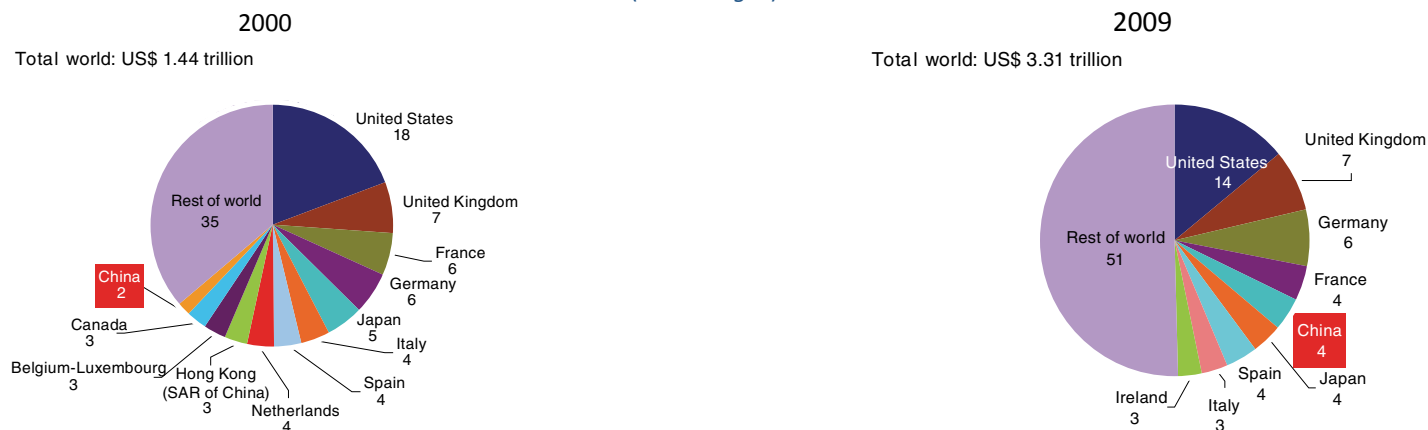 2000
Total world: US$ 1.44 trillion
United States
18
United Kingdom
7
France
6
Germany
6
Japan
5
Italy
4
Spain
4
Netherlands
4
Hong Kong
(SAR of China)
3
Belgium-Luxembourg
3
Canada
3
China
2
Rest of world
35
2009
Total world: US$ 3.31 trillion
United States
14
United Kingdom
7
Germany
6
France
4
China
4
Japan
4
Spain
4
Italy
3
Ireland
3
Rest of world
51